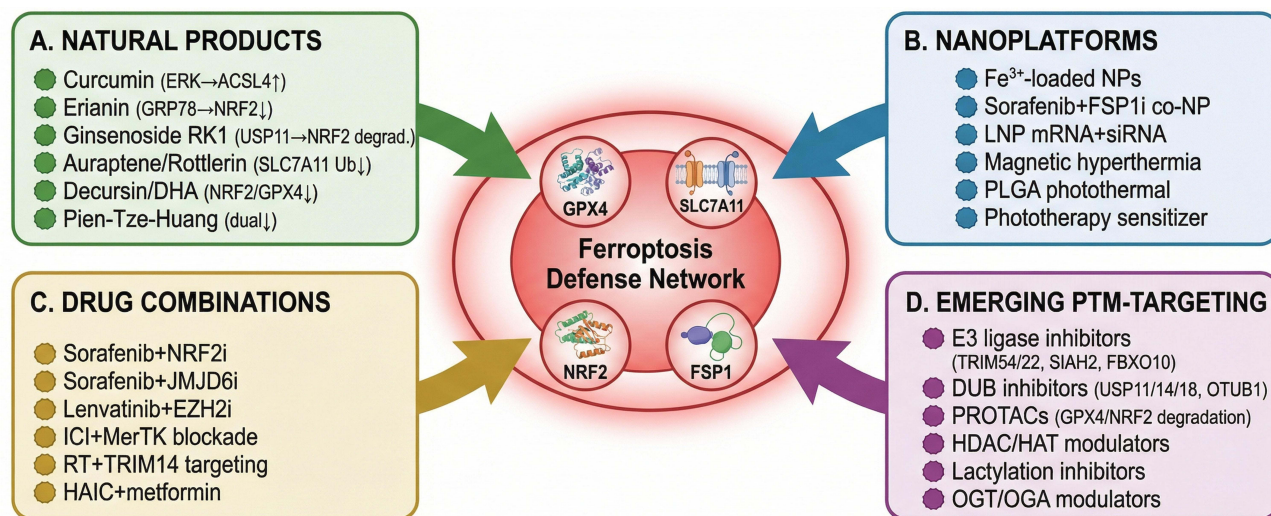 A. NATURAL PRODUCTS
Curcumin (ERK→ACSL4↑)
Erianin (GRP78→NRF2↓)
Ginsenoside RK1 (USP11→NRF2 degrad.)
Auraptene/Rottlerin (SLC7A11 Ub↓)
Decursin/DHA (NRF2/GPX4↓)
Pien-Tze-Huang (dual↓)
B. NANOPLATFORMS
Fe³⁺-loaded NPs
Sorafenib+FSP1i co-NP
LNP mRNA+siRNA
Magnetic hyperthermia
PLGA photothermal
Phototherapy sensitizer
GPX4
SLC7A11
Ferroptosis
Defense Network
NRF2
FSP1
C. DRUG COMBINATIONS
Sorafenib+NRF2i
Sorafenib+JMJD6i
Lenvatinib+EZH2i
ICI+MerTK blockade
RT+TRIM14 targeting
HAIC+metformin
D. EMERGING PTM-TARGETING
E3 ligase inhibitors
(TRIM54/22, SIAH2, FBXO10)
DUB inhibitors (USP11/14/18, OTUB1)
PROTACs (GPX4/NRF2 degradation)
HDAC/HAT modulators
Lactylation inhibitors
OGT/OGA modulators